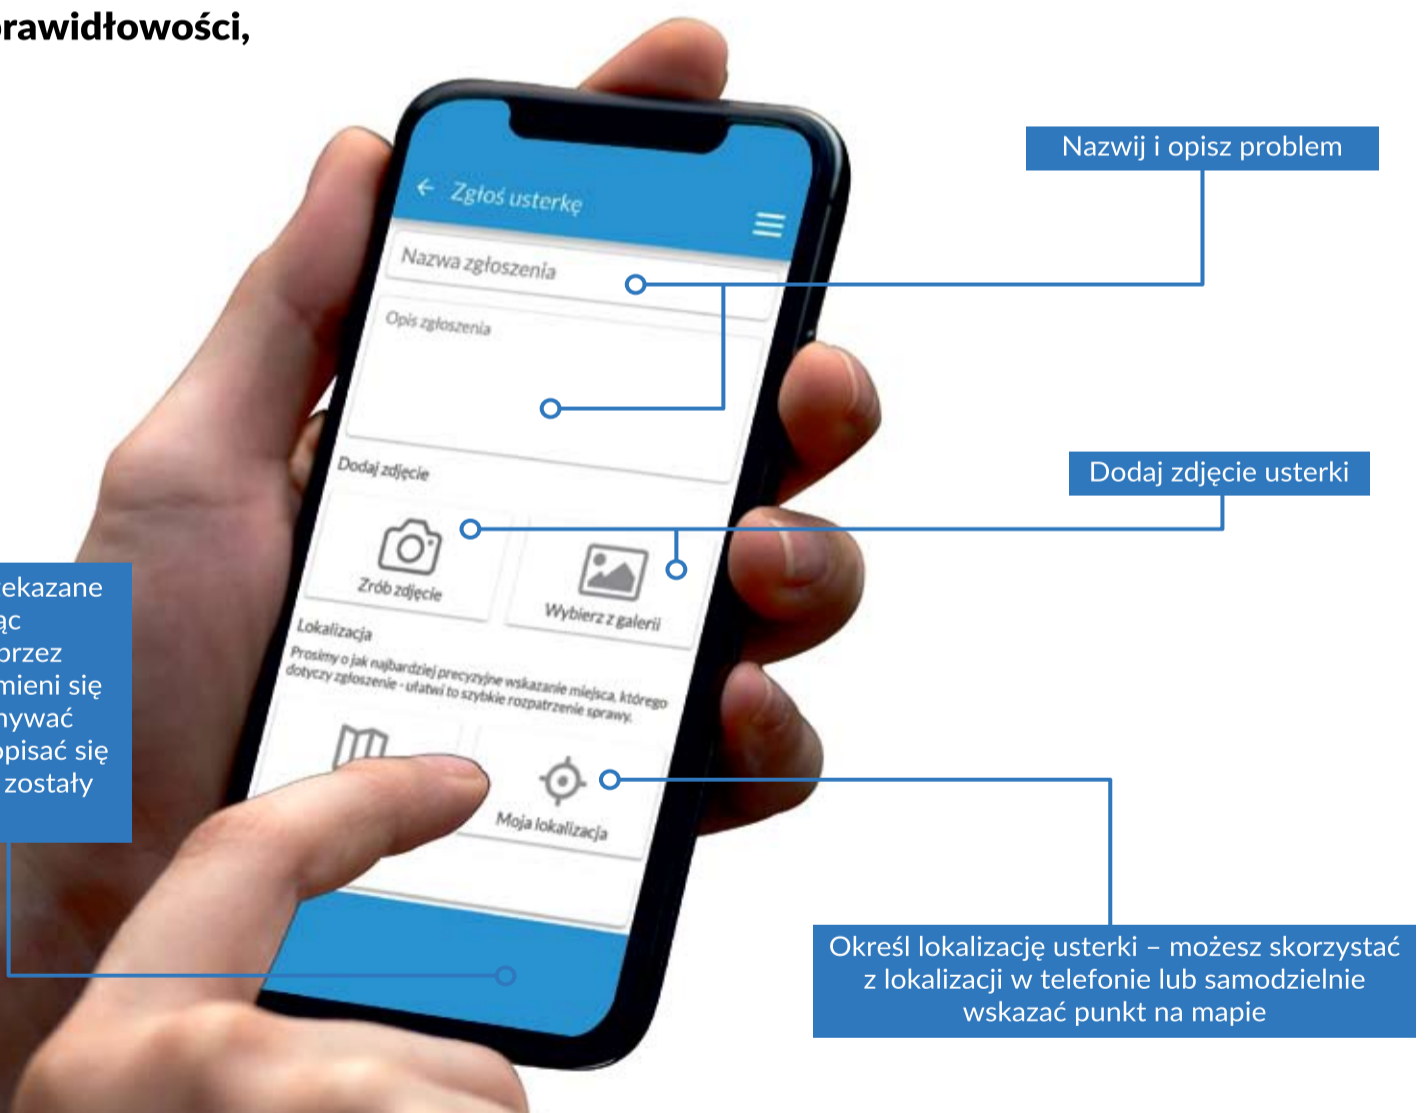 prawidłowości,
Nazwij i opisz problem
Zgłoś usterkę
Nazwa zgłoszenia
Opis zgłoszenia
Dodaj zdjęcie
Dodaj zdjęcie usterki
Zrób zdjęcie
Wybierz z galerii
Lokalizacja
Prosimy o jak najbardziej precyzyjne wskazanie miejsca, którego
dotyczy zgłoszenie - ułatwi to szybkie rozpatrzenie sprawy.
Moja lokalizacja
ekazane
ąc
przez
mieni się
nywać
opisać się
zostały
Określ lokalizację usterki – możesz skorzystać
z lokalizacji w telefonie lub samodzielnie
wskazać punkt na mapie